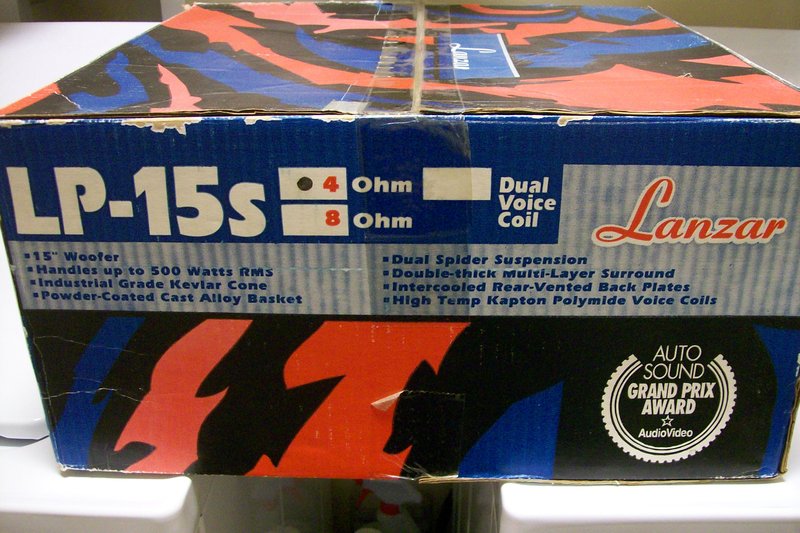 Lanzar
LP-15s
4 Ohm
8 Ohm
Dual
Voice
Coil
Lanzar
▪15" Woofer
▪Handles up to 500 Watts RMS
▪Industrial Grade Kevlar Cone
▪Powder-Coated Cast Alloy Basket
▪Dual Spider Suspension
▪Double-thick Multi-Layer Surround
▪Intercooled Rear-Vented Back Plates
▪High Temp Kapton Polymide Voice Coils
AUTO
SOUND
GRAND PRIX
AWARD
AudioVideo